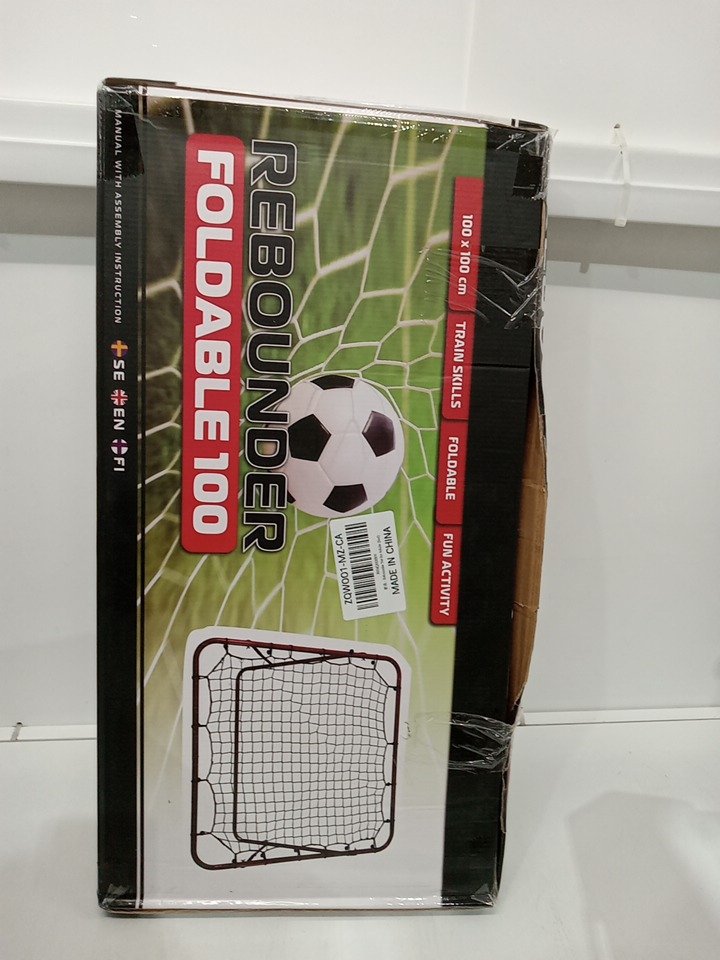 REBOUNDER
FOLDABLE 100
100 x 100 cm
TRAIN SKILLS
FOLDABLE
FUN ACTIVITY
MANUAL WITH ASSEMBLY INSTRUCTION SE EN FI
ZQWO01-MZ-CA
MADE IN CHINA